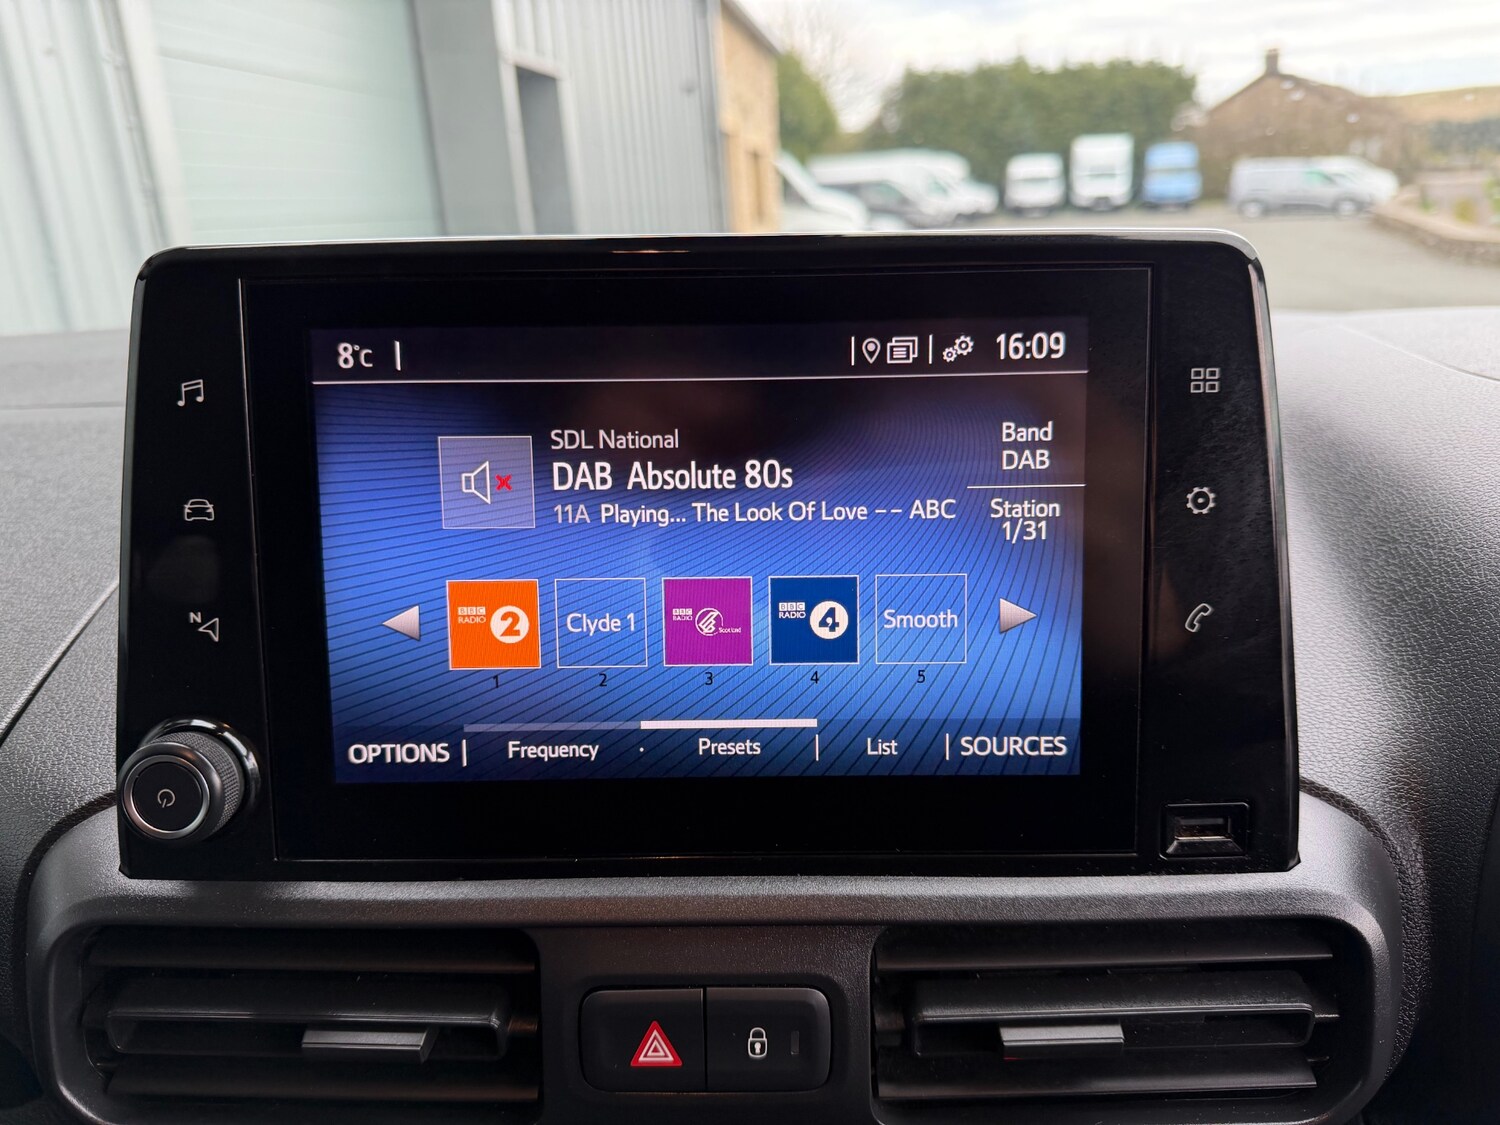 8°C
16:09
SDL National
DAB Absolute 80s
11A Playing... The Look Of Love -- ABC
Band
DAB
Station
1/31
BBC RADIO 2
Clyde 1
BBC RADIO Scotland
BBC RADIO 4
Smooth
1 2 3 4 5
OPTIONS Frequency · Presets List SOURCES
N